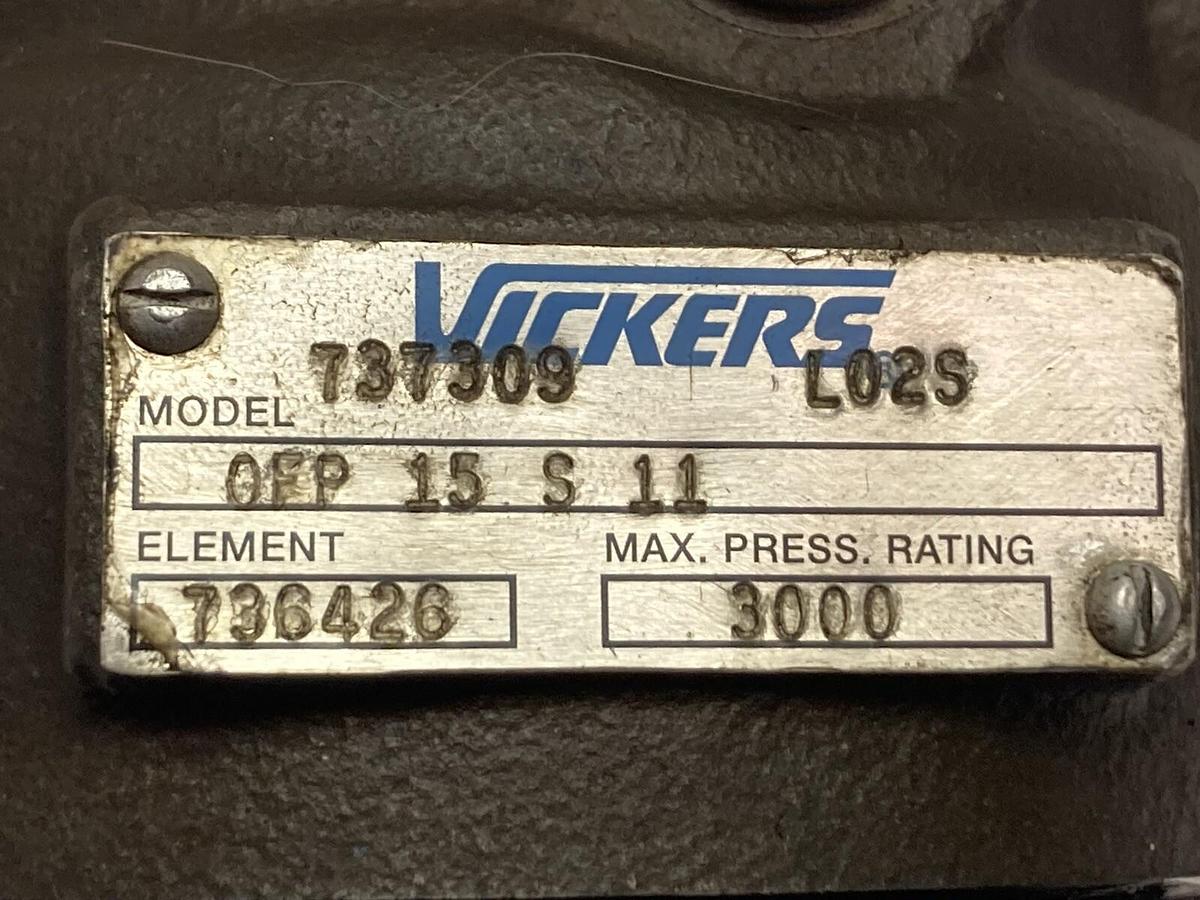 VICKERS®
737309 L02S
MODEL
OFP 15 S 11
ELEMENT MAX. PRESS. RATING
736426 3000